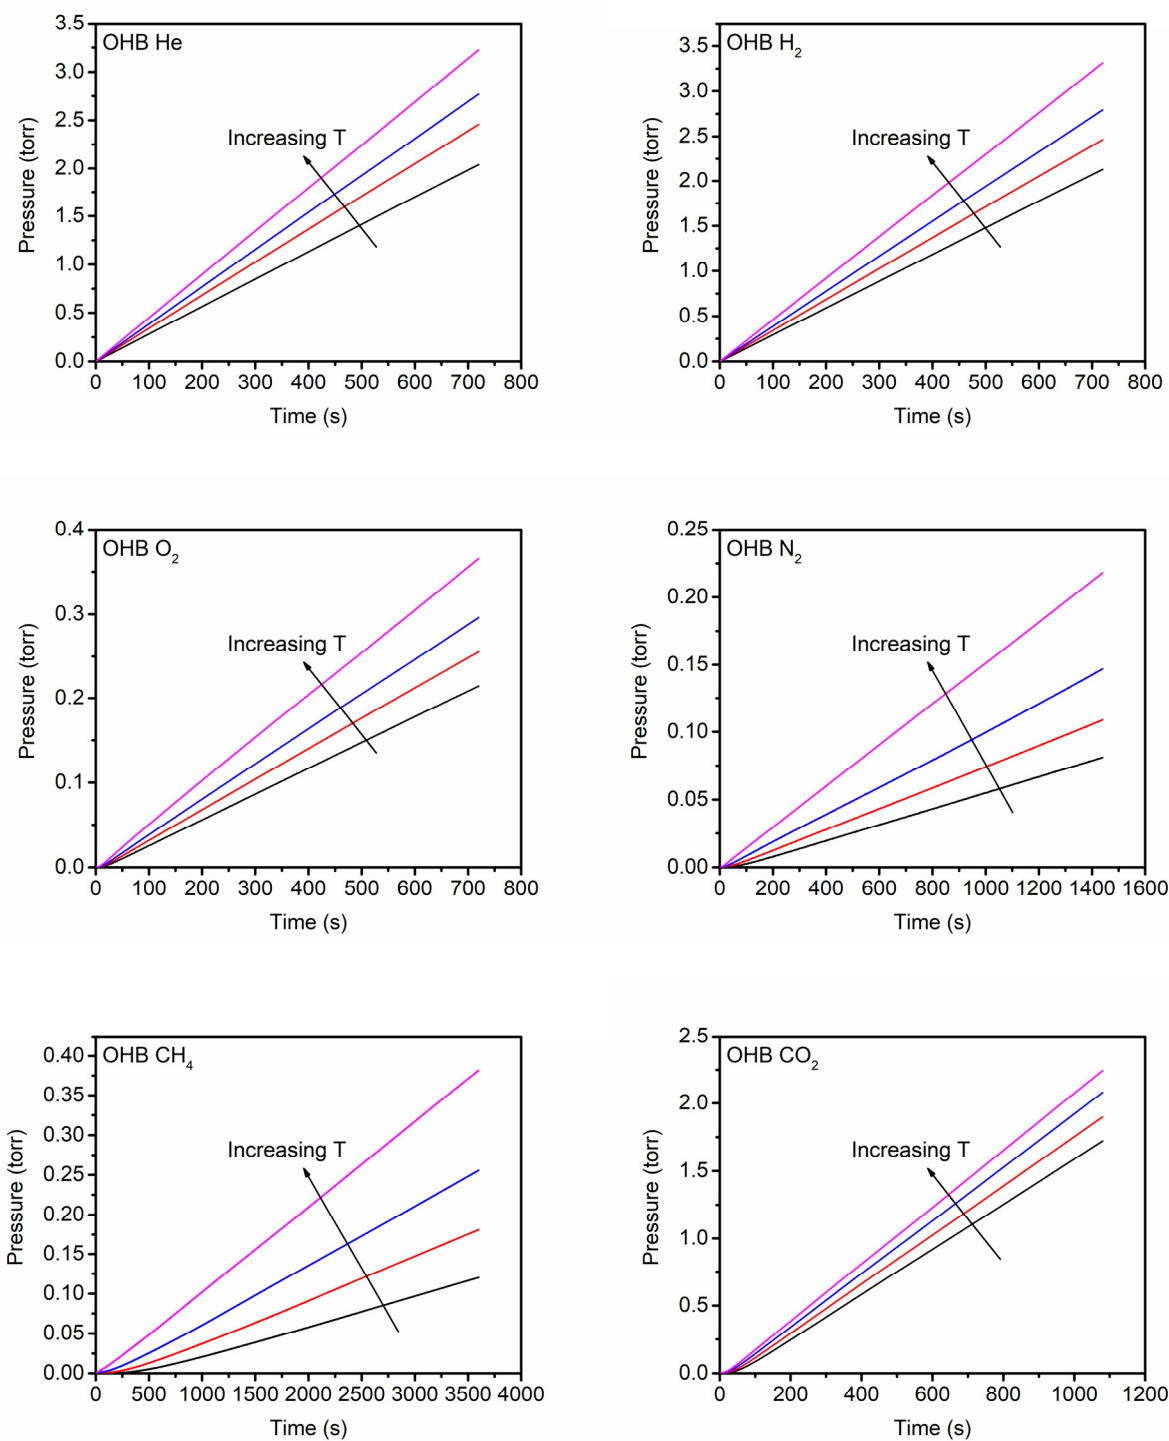 OHB He
Increasing T
Pressure (torr)
3.5
3.0
2.5
2.0
1.5
1.0
0.5
0.0
0 100 200 300 400 500 600 700 800
Time (s)
OHB H2
Increasing T
Pressure (torr)
3.5
3.0
2.5
2.0
1.5
1.0
0.5
0
0 100 200 300 400 500 600 700 800
Time (s)
OHB O2
Increasing T
Pressure (torr)
0.4
0.3
0.2
0.1
0.0
0 100 200 300 400 500 600 700 800
Time (s)
OHB N2
Increasing T
Pressure (torr)
0.25
0.20
0.15
0.10
0.05
0.00
0 200 400 600 800 1000 1200 1400 1600
Time (s)
OHB CH4
Increasing T
Pressure (torr)
0.40
0.35
0.30
0.25
0.20
0.15
0.10
0.05
0.00
0 500 1000 1500 2000 2500 3000 3500 4000
Time (s)
OHB CO2
Increasing T
Pressure (torr)
2.5
2.0
1.5
1.0
0.5
0
0 200 400 600 800 1000 1200
Time (s)